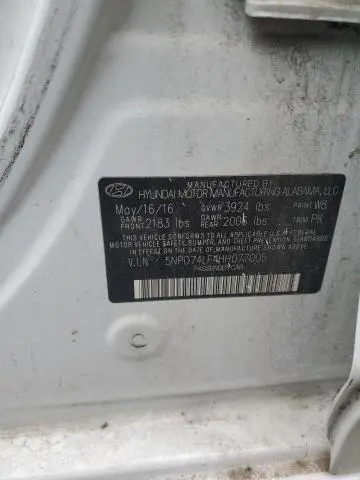 MANUFACTURED BY
HYUNDAI MOTOR MANUFACTURING ALABAMA, LLC
May/16/16 GVWR 3924 lbs PAINT W8
GAWR FRONT 2183 lbs GAWR REAR 2006 lbs TRIM PR
THIS VEHICLE CONFORMS TO ALL APPLICABLE U.S.A. FEDERAL
MOTOR VEHICLE SAFETY, BUMPER, AND THEFT PREVENTION STANDARDS
IN EFFECT ON THE DATE OF MANUFACTURE SHOWN ABOVE.
V.I.N - 5NPD74LF4HH077005
PASSENGER CAR